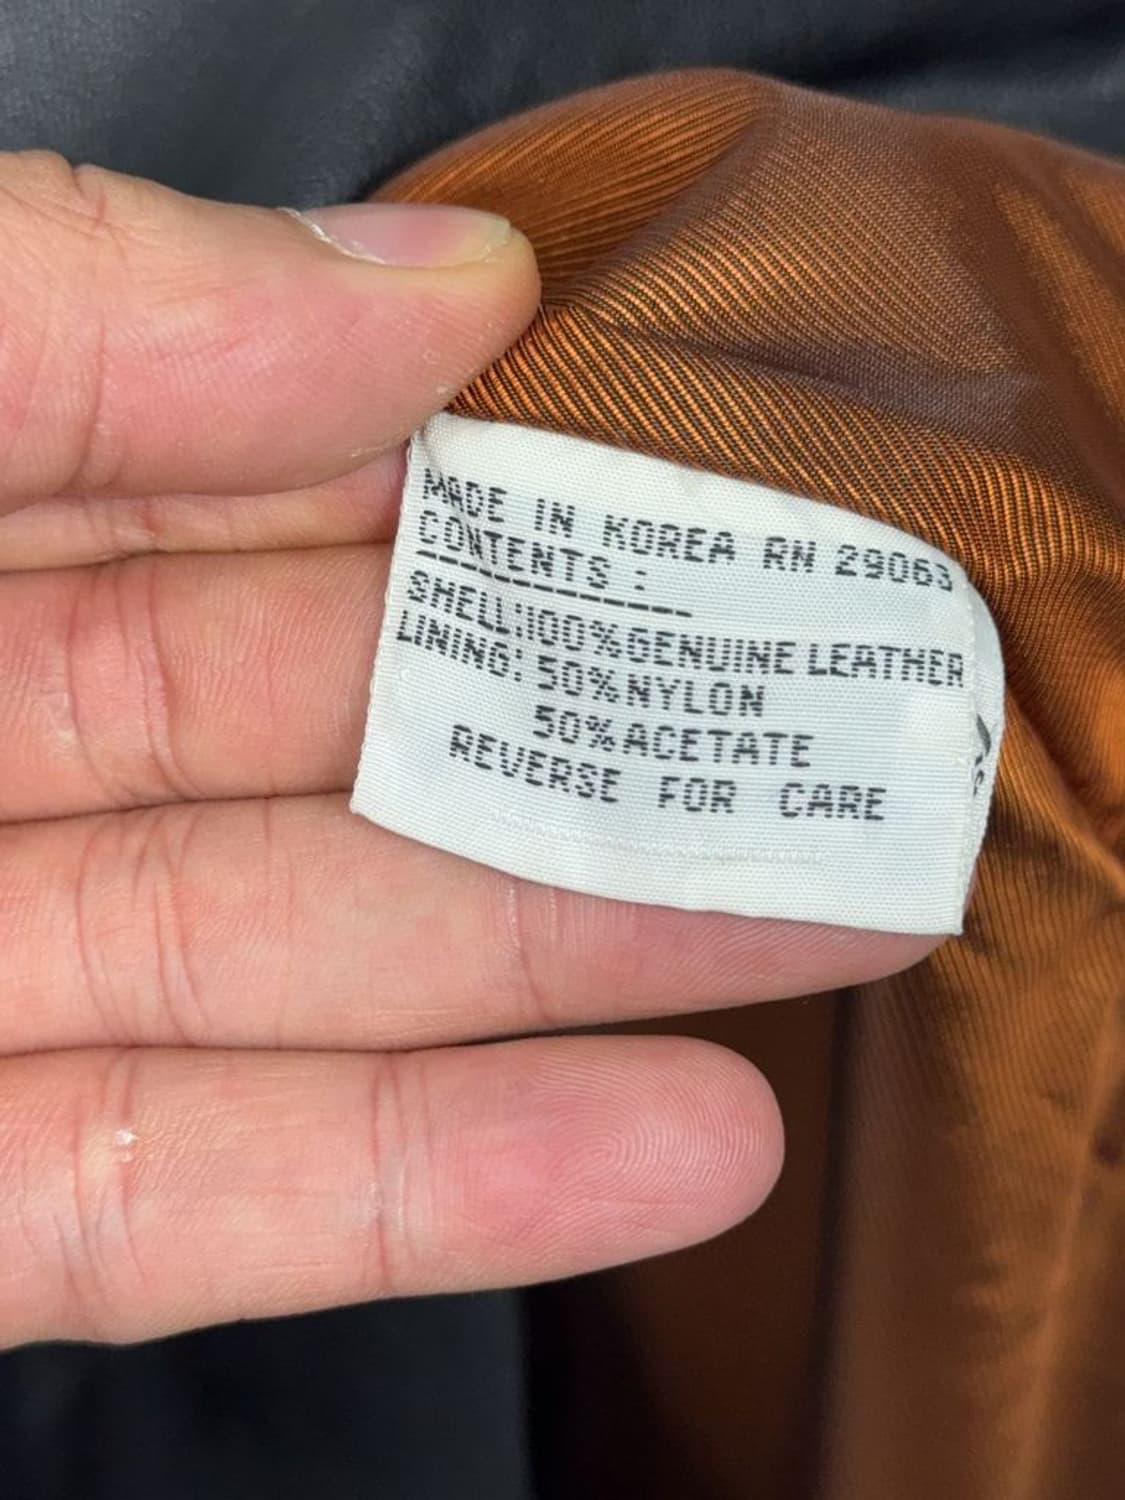 MADE IN KOREA RN 29063
CONTENTS :
SHELL:100%GENUINE LEATHER
LINING: 50%NYLON
50%ACETATE
REVERSE FOR CARE